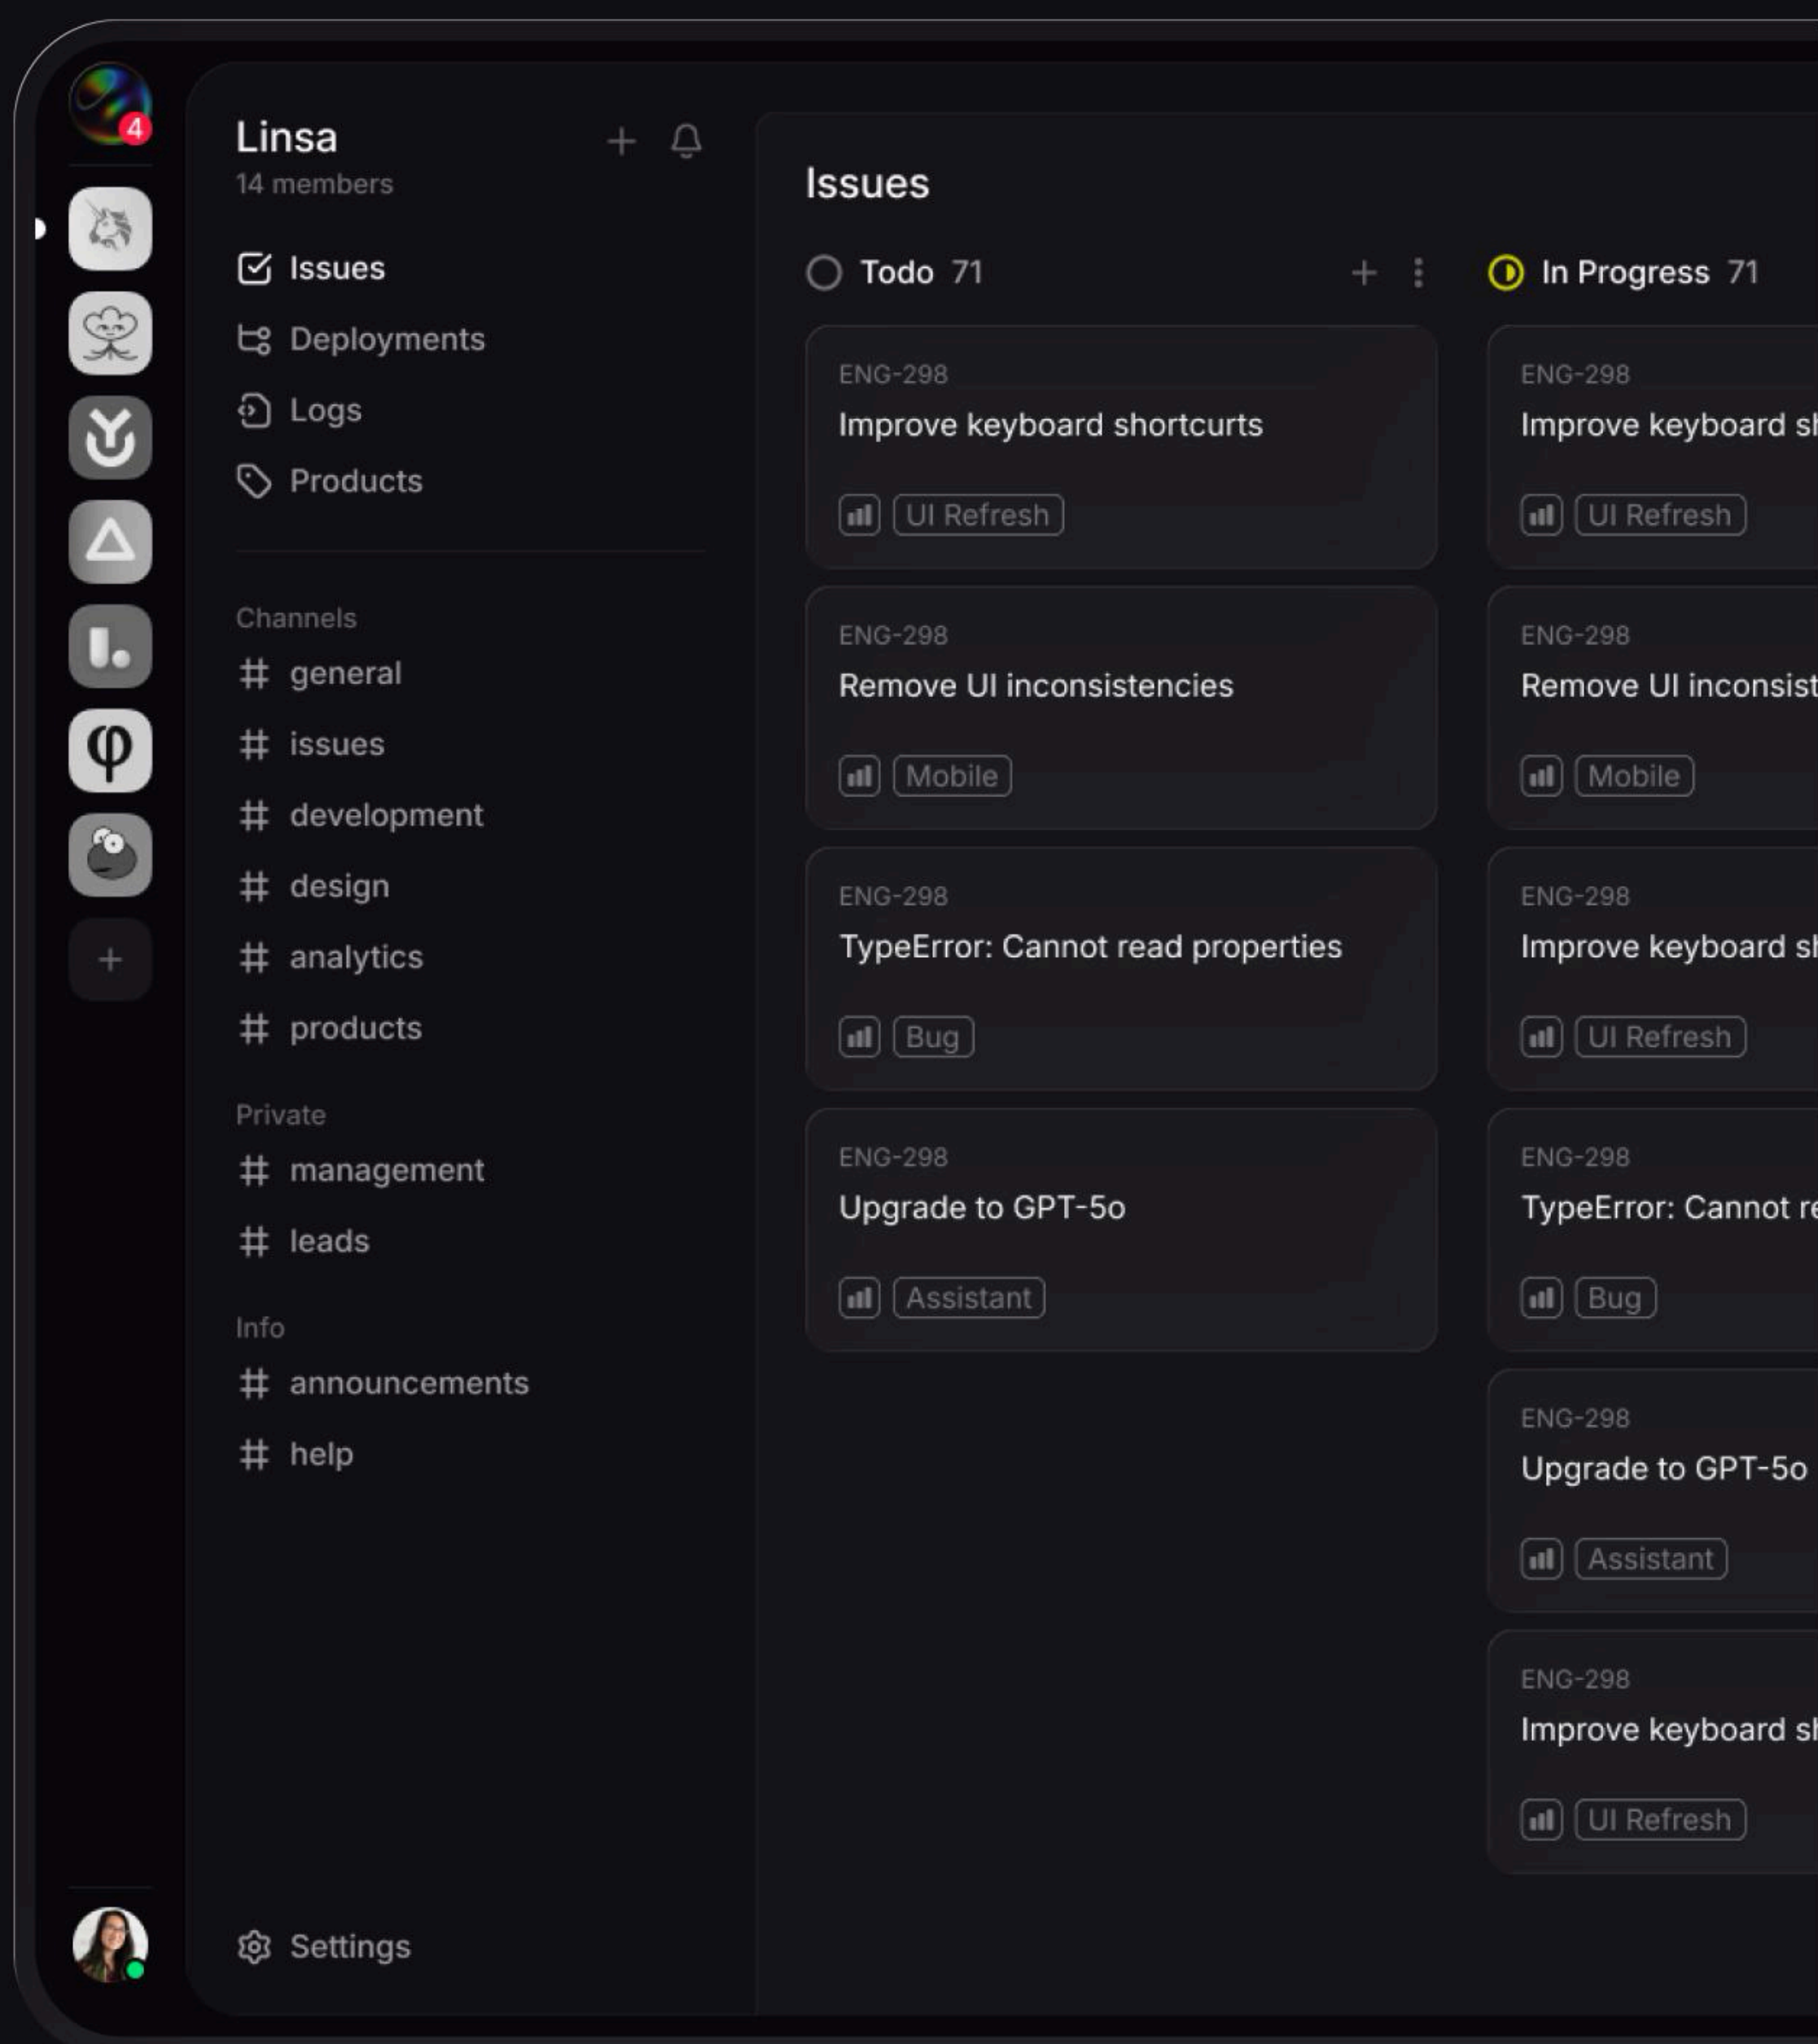 4
Linsa
14 members
Issues
Deployments
Logs
Products
Channels
# general
# issues
# development
# design
# analytics
# products
Private
# management
# leads
Info
# announcements
# help
Settings
Issues
Todo 71
ENG-298
Improve keyboard shortcurts
UI Refresh
ENG-298
Remove UI inconsistencies
Mobile
ENG-298
TypeError: Cannot read properties
Bug
ENG-298
Upgrade to GPT-5o
Assistant
In Progress 71
ENG-298
Improve keyboard sh
UI Refresh
ENG-298
Remove UI inconsist
Mobile
ENG-298
Improve keyboard sh
UI Refresh
ENG-298
TypeError: Cannot re
Bug
ENG-298
Upgrade to GPT-5o
Assistant
ENG-298
Improve keyboard sh
UI Refresh